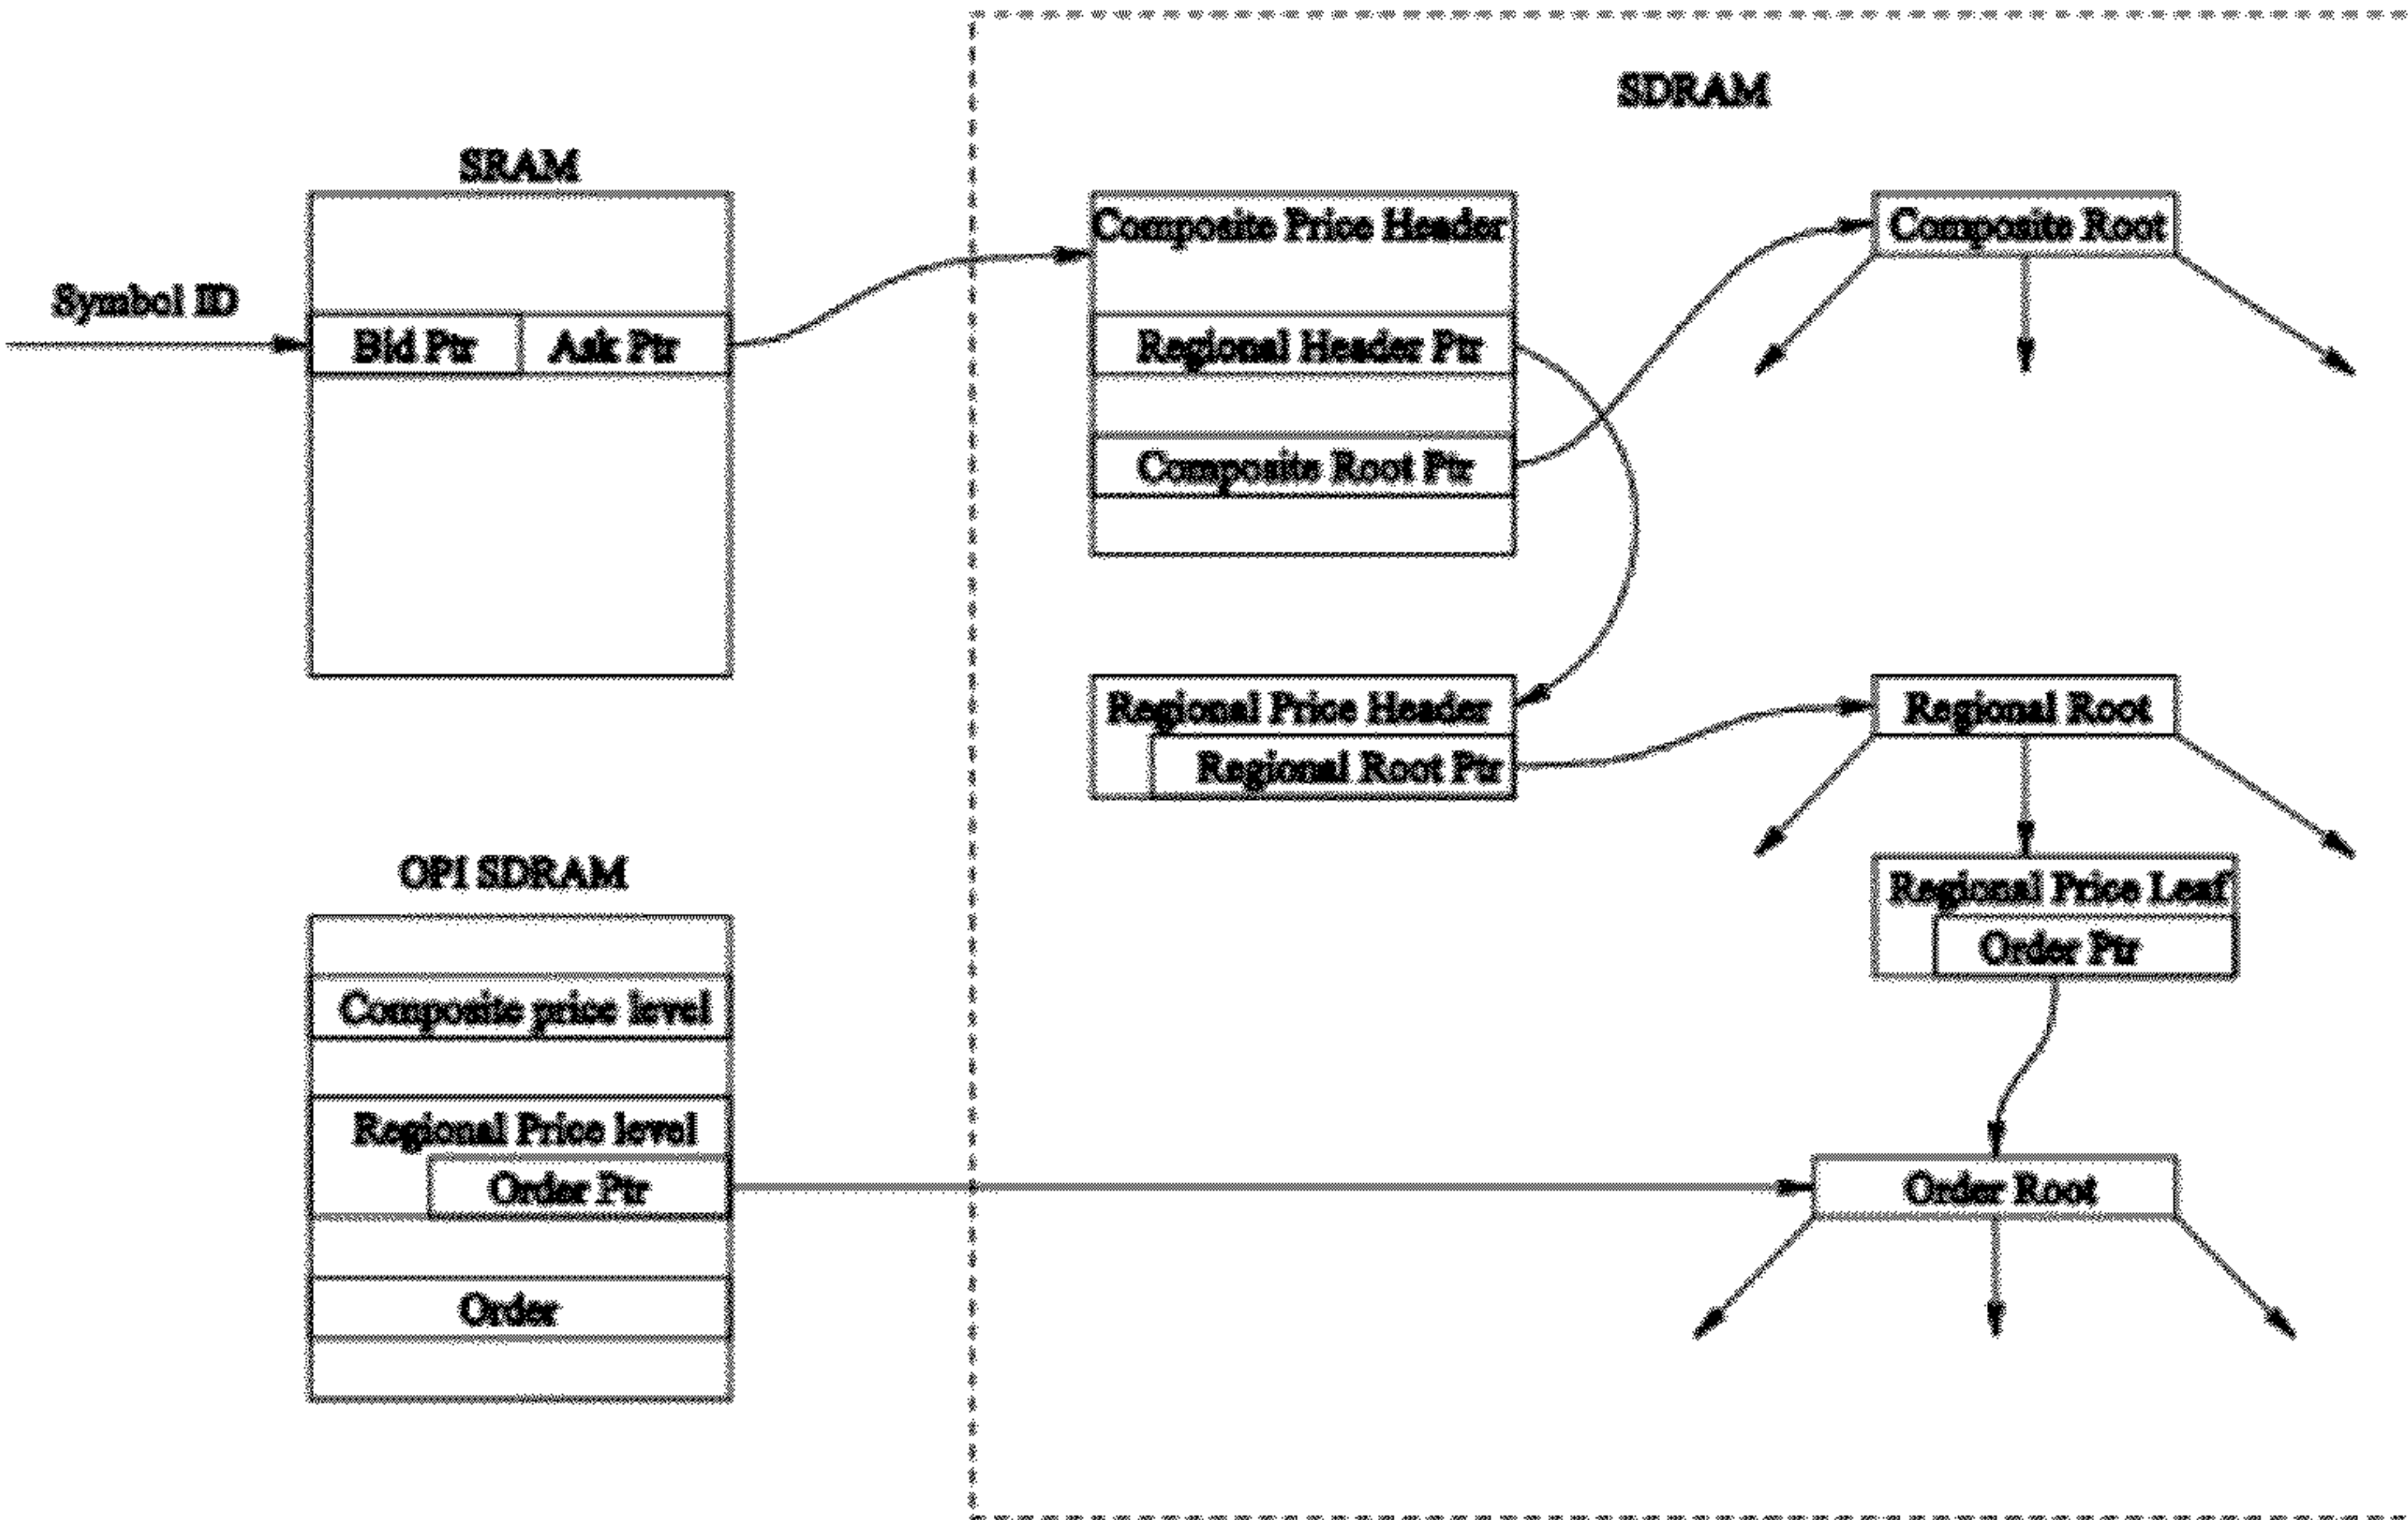 SDRAM
SRAM
Symbol ID
Bid Ptr
Ask Ptr
Composite Price Header
Regional Header Ptr
Composite Root Ptr
Composite Root
Regional Price Header
Regional Root Ptr
Regional Root
Regional Price Leaf
Order Ptr
OPI SDRAM
Composite price level
Regional Price level
Order Ptr
Order
Order Root